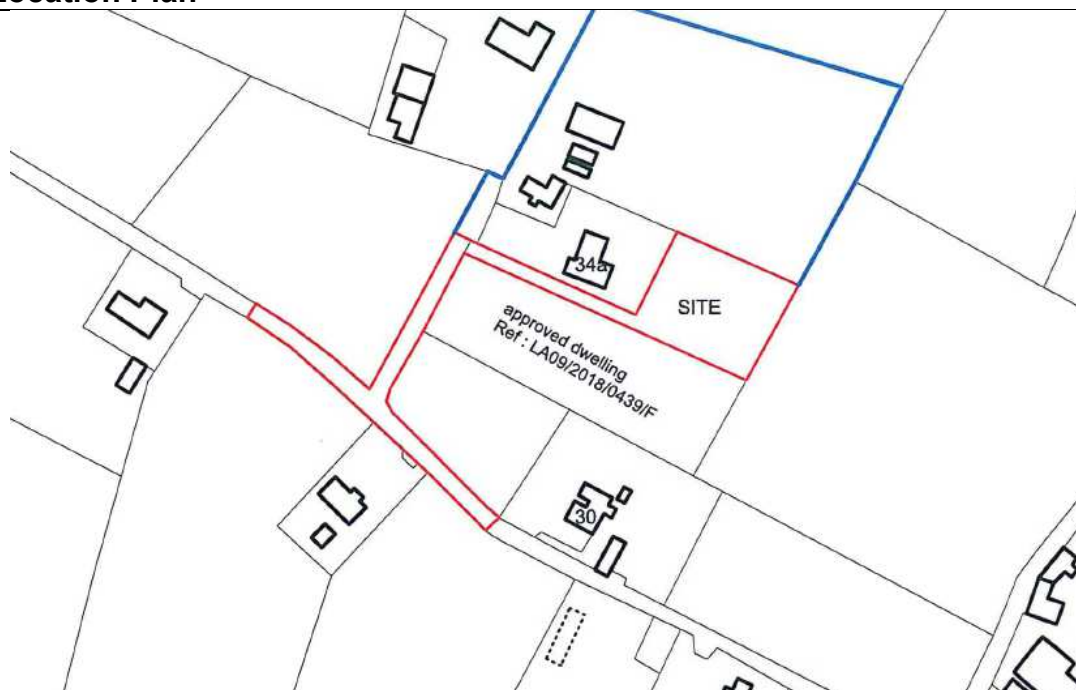 Location Plan
34a
SITE
approved dwelling
Ref : LA09/2018/0439/F
30